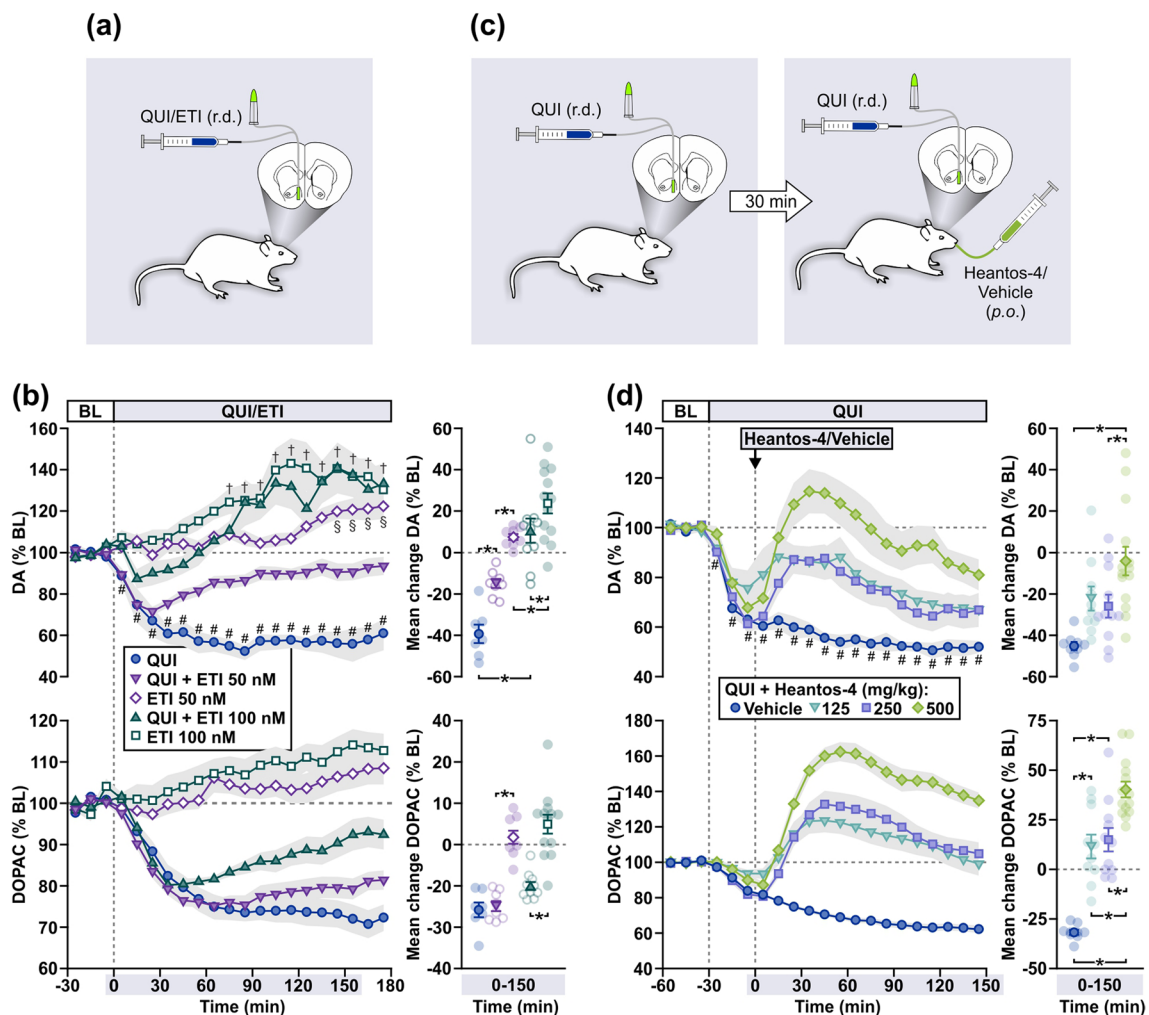 (a)
QUI/ETI (r.d.)
(c)
QUI (r.d.)
30 min
QUI (r.d.)
Heantos-4/
Vehicle
(p.o.)
(b)
BL
QUI/ETI
DA (% BL)
160
140
120
100
80
60
40
† † † † † † † † †
§ § § §
# # # # # # # # # # # # # # # # # #
QUI
QUI + ETI 50 nM
ETI 50 nM
QUI + ETI 100 nM
ETI 100 nM
Mean change DA (% BL)
60
40
20
0
-20
-40
-60
* * * * *
DOPAC (% BL)
120
110
100
90
80
70
60
-30 0 30 60 90 120 150 180
Time (min)
Mean change DOPAC (% BL)
30
20
10
0
-10
-20
-30
-40
* *
0-150
Time (min)
(d)
BL
QUI
Heantos-4/Vehicle
DA (% BL)
140
120
100
80
60
40
# # # # # # # # # # # # # # # # #
QUI + Heantos-4 (mg/kg):
Vehicle 125 250 500
Mean change DA (% BL)
60
40
20
0
-20
-40
-60
* *
DOPAC (% BL)
200
180
160
140
120
100
80
60
40
-60 -30 0 30 60 90 120 150
Time (min)
Mean change DOPAC (% BL)
75
50
25
0
-25
-50
* * * * *
0-150
Time (min)